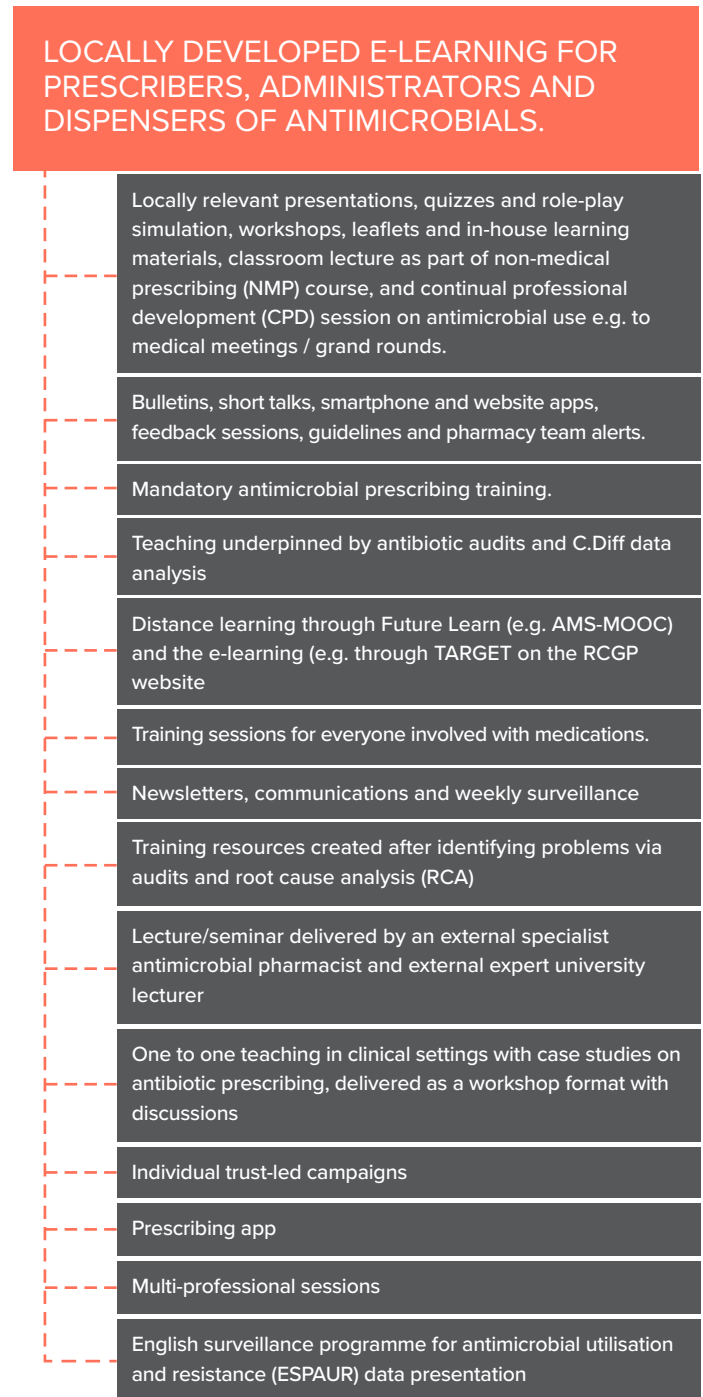 LOCALLY DEVELOPED E-LEARNING FOR
PRESCRIBERS, ADMINISTRATORS AND
DISPENSERS OF ANTIMICROBIALS.
Locally relevant presentations, quizzes and role-play
simulation, workshops, leaflets and in-house learning
materials, classroom lecture as part of non-medical
prescribing (NMP) course, and continual professional
development (CPD) session on antimicrobial use e.g. to
medical meetings / grand rounds.
Bulletins, short talks, smartphone and website apps,
feedback sessions, guidelines and pharmacy team alerts.
Mandatory antimicrobial prescribing training.
Teaching underpinned by antibiotic audits and C.Diff data
analysis
Distance learning through Future Learn (e.g. AMS-MOOC)
and the e-learning (e.g. through TARGET on the RCGP
website
Training sessions for everyone involved with medications.
Newsletters, communications and weekly surveillance
Training resources created after identifying problems via
audits and root cause analysis (RCA)
Lecture/seminar delivered by an external specialist
antimicrobial pharmacist and external expert university
lecturer
One to one teaching in clinical settings with case studies on
antibiotic prescribing, delivered as a workshop format with
discussions
Individual trust-led campaigns
Prescribing app
Multi-professional sessions
English surveillance programme for antimicrobial utilisation
and resistance (ESPAUR) data presentation